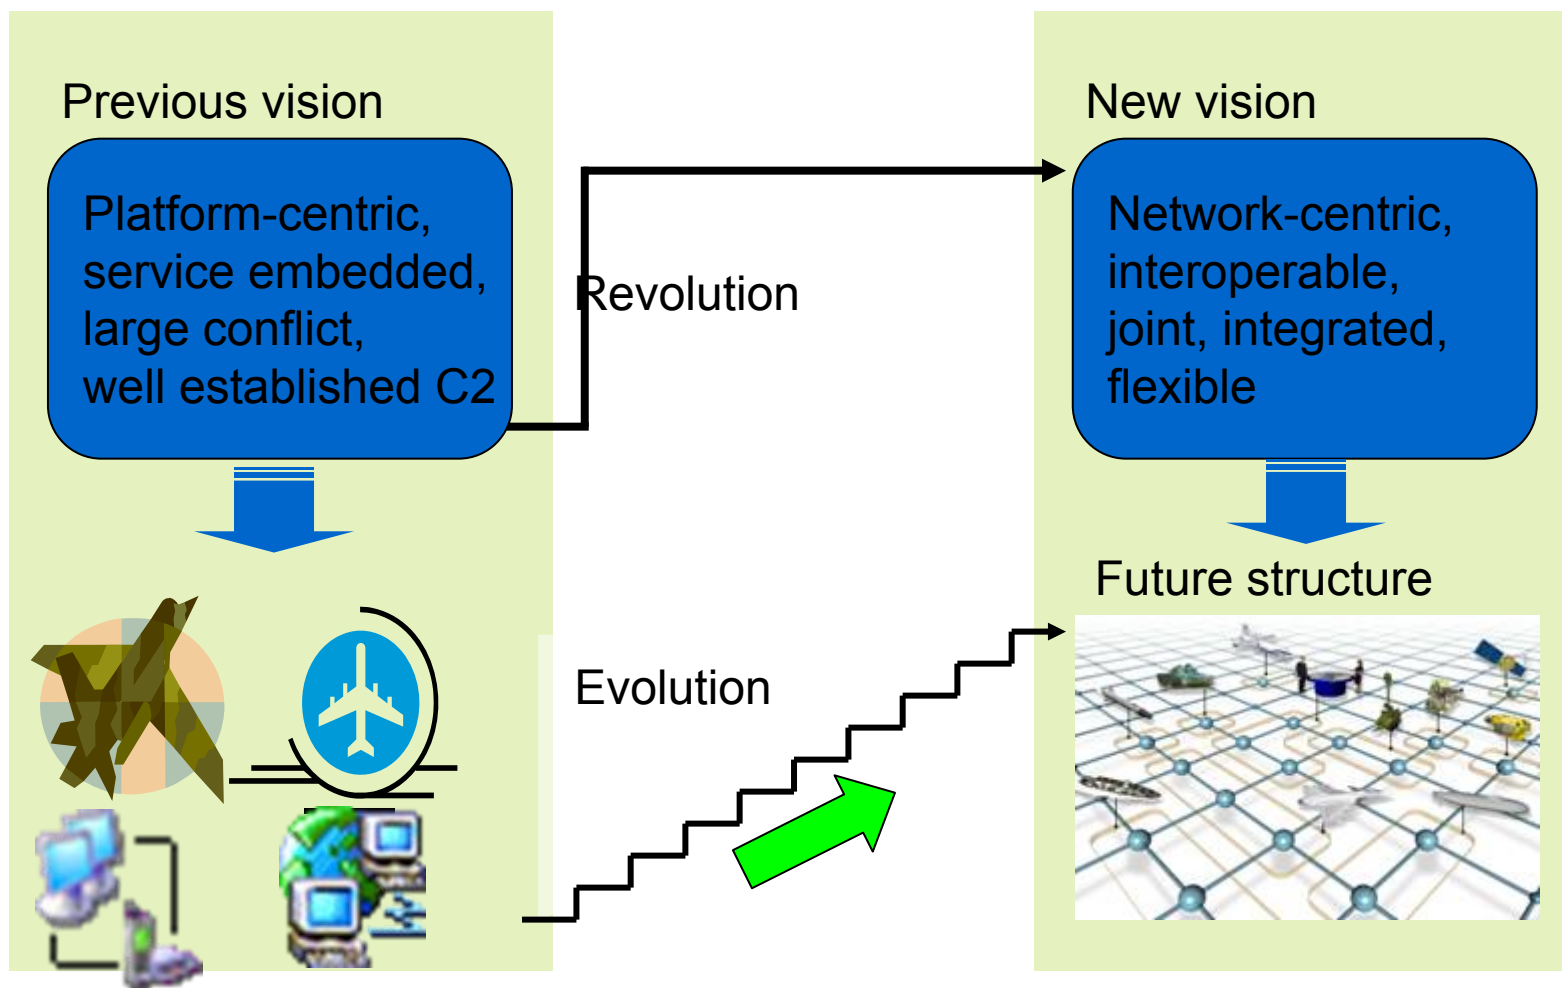 Previous vision
Platform-centric,
service embedded,
large conflict,
well established C2
Revolution
Evolution
New vision
Network-centric,
interoperable,
joint, integrated,
flexible
Future structure